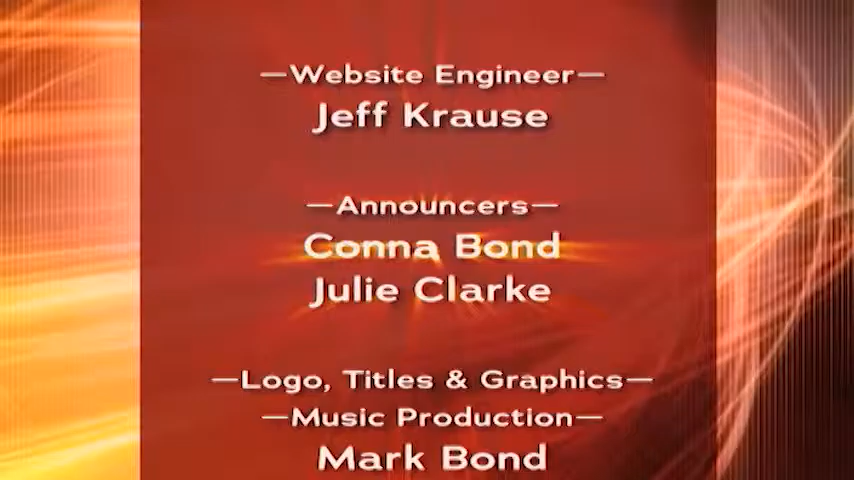 —Website Engineer—
Jeff Krause
—Announcers—
Conna Bond
Julie Clarke
—Logo, Titles & Graphics—
—Music Production—
Mark Bond